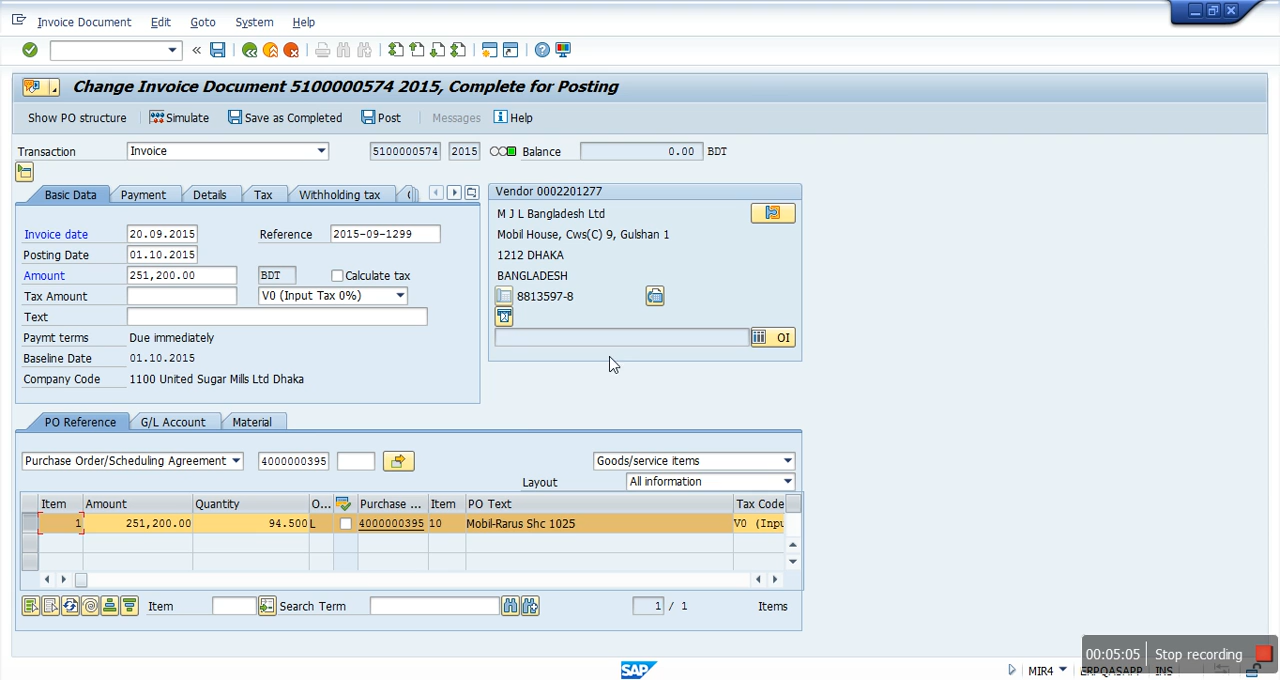 Invoice Document Edit Goto System Help
«
Change Invoice Document 5100000574 2015, Complete for Posting
Show PO structure Simulate Save as Completed Post Messages Help
Transaction Invoice 5100000574 2015 Balance 0.00 BDT
Basic Data Payment Details Tax Withholding tax
Invoice date 20.09.2015 Reference 2015-09-1299
Posting Date 01.10.2015
Amount 251,200.00 BDT Calculate tax
Tax Amount V0 (Input Tax 0%)
Text
Paymt terms Due immediately
Baseline Date 01.10.2015
Company Code 1100 United Sugar Mills Ltd Dhaka
Vendor 0002201277
M J L Bangladesh Ltd
Mobil House, Cws(C) 9, Gulshan 1
1212 DHAKA
BANGLADESH
8813597-8
OI
PO Reference G/L Account Material
Purchase Order/Scheduling Agreement 4000000395 Goods/service items
Layout All information
Item Amount Quantity O... Purchase ... Item PO Text Tax Code
1 251,200.00 94.500 L 4000000395 10 Mobil-Rarus Shc 1025 V0 (Inpu
Item Search Term 1 / 1 Items
00:05:05 Stop recording
SAP MIR4 ERPQASAPP INS